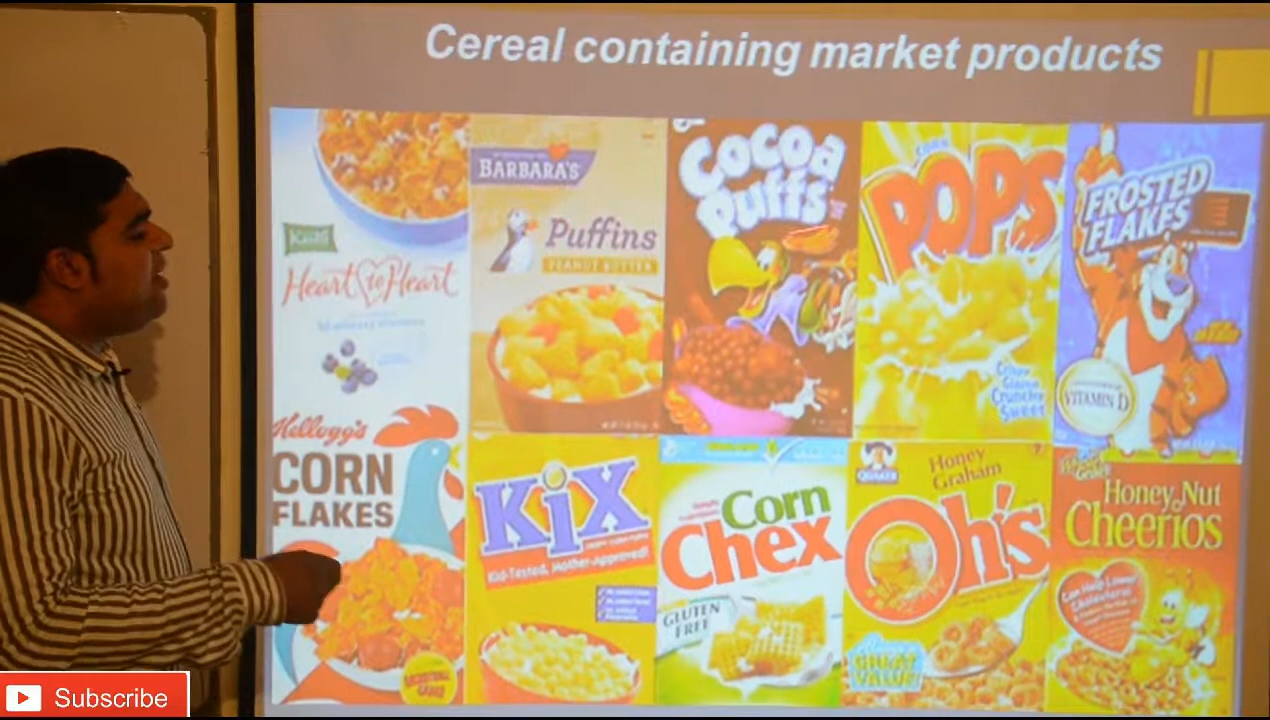 Cereal containing market products
Kashi
Heart to Heart
BARBARA'S
Puffins
PEANUT BUTTER
Cocoa
Puffs
CORN
POPS
Crispy
Crunchy
Sweet
FROSTED
FLAKES
VITAMIN D
Kellogg's
CORN
FLAKES
KiX
Kid-Tested, Mother-Approved!
Corn
Chex
GLUTEN
FREE
QUAKER
Honey
Graham
Oh's
GREAT
VALUE
Honey Nut
Cheerios
Can Help Lower
Cholesterol
Subscribe